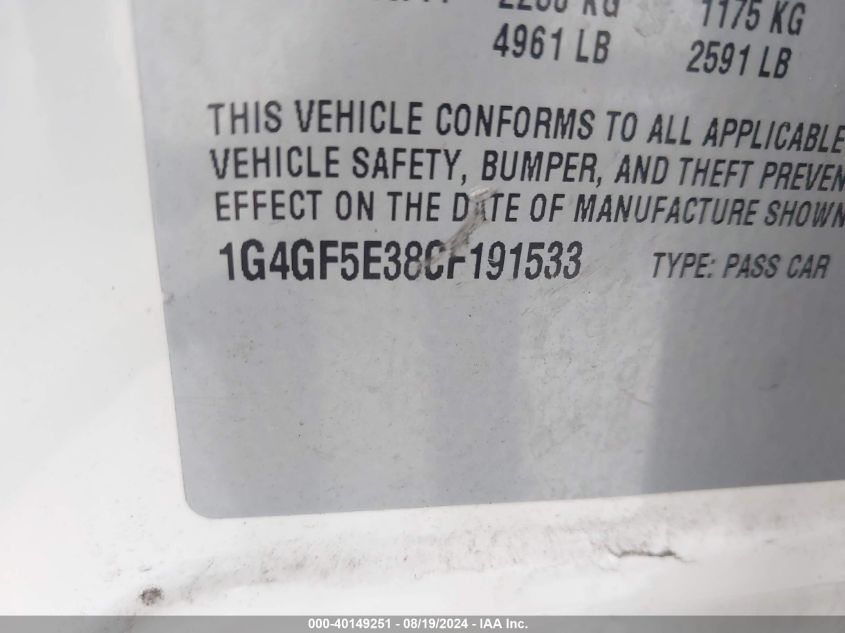 KG 1175 KG
4961 LB 2591 LB
THIS VEHICLE CONFORMS TO ALL APPLICABLE
VEHICLE SAFETY, BUMPER, AND THEFT PREVEN
EFFECT ON THE DATE OF MANUFACTURE SHOWN
1G4GF5E38CF191533 TYPE: PASS CAR
000-40149251 - 08/19/2024 - IAA Inc.